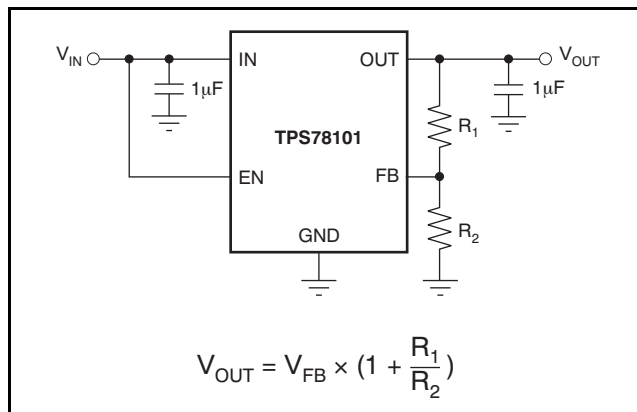 V_IN IN OUT V_OUT
1μF 1μF
R_1
TPS78101
EN FB
R_2
GND
V_OUT = V_FB × (1 + R_1/R_2)